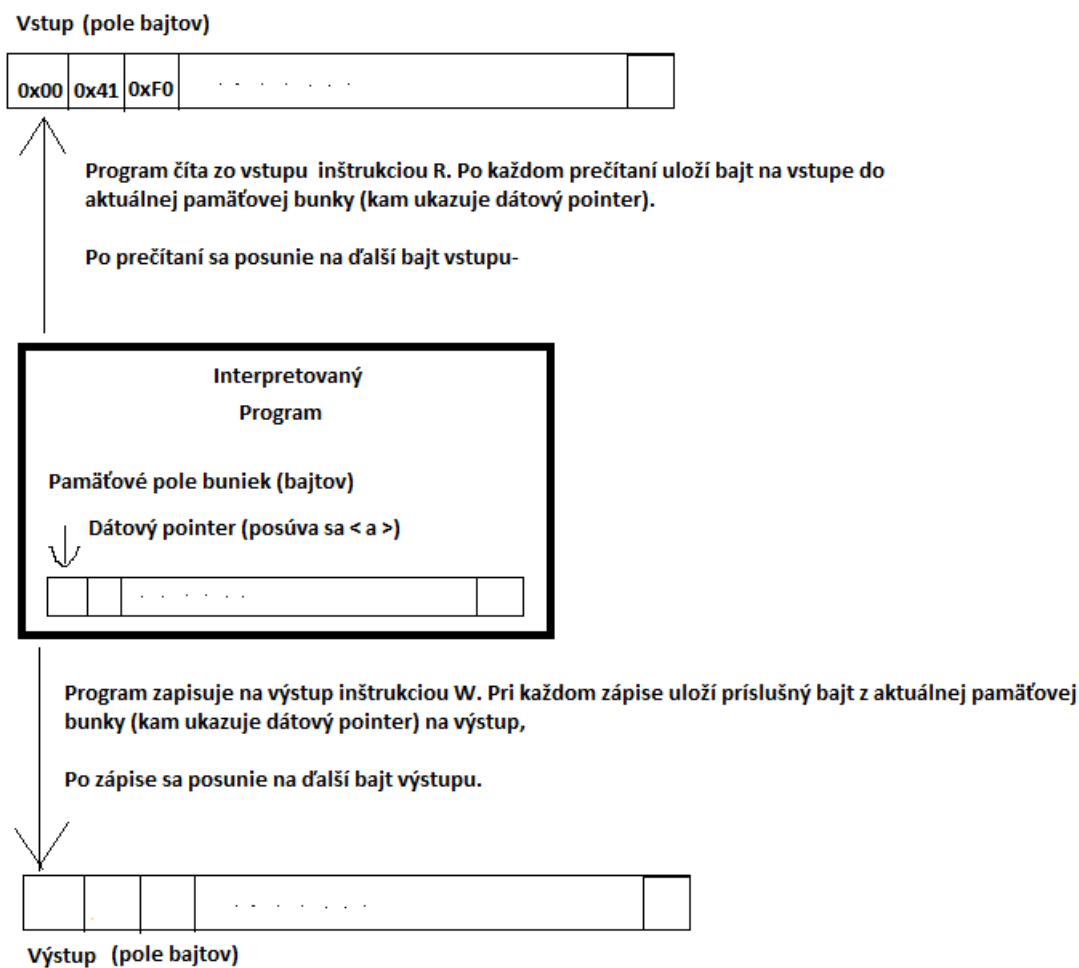 Vstup (pole bajtov)
0x00 0x41 0xF0
Program číta zo vstupu inštrukciou R. Po každom prečítaní uloží bajt na vstupe do
aktuálnej pamäťovej bunky (kam ukazuje dátový pointer).
Po prečítaní sa posunie na ďalší bajt vstupu-
Interpretovaný
Program
Pamäťové pole buniek (bajtov)
Dátový pointer (posúva sa < a >)
Program zapisuje na výstup inštrukciou W. Pri každom zápise uloží príslušný bajt z aktuálnej pamäťovej
bunky (kam ukazuje dátový pointer) na výstup,
Po zápise sa posunie na ďalší bajt výstupu.
Výstup (pole bajtov)